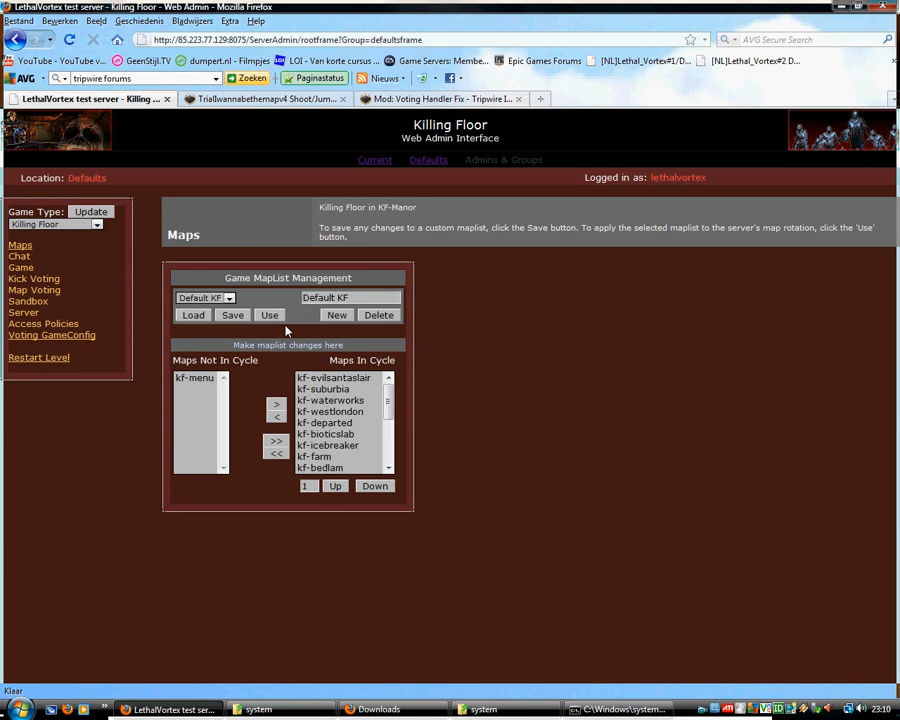 LethalVortex test server - Killing Floor - Web Admin - Mozilla Firefox
Bestand Bewerken Beeld Geschiedenis Bladwijzers Extra Help
http://85.223.77.129:8075/ServerAdmin/rootframe?Group=defaultsframe
Google
YouTube - YouTube v... GeenStijl.TV dumpert.nl - Filmpjes LOI - Van korte cursus ... Game Servers: Membe... Epic Games Forums [NL]Lethal_Vortex#1/D... [NL]Lethal_Vortex#2 D...
AVG tripwire forums Zoeken Paginastatus Nieuws AVG Secure Search
LethalVortex test server - Killing ... TrialIwannabethemapv4 Shoot/Jum... Mod: Voting Handler Fix - Tripwire I...
Killing Floor
Web Admin Interface
Current Defaults Admins & Groups
Location: Defaults
Logged in as: lethalvortex
Game Type: Update
Killing Floor
Maps
Chat
Game
Kick Voting
Map Voting
Sandbox
Server
Access Policies
Voting GameConfig
Restart Level
Maps
Killing Floor in KF-Manor
To save any changes to a custom maplist, click the Save button. To apply the selected maplist to the server's map rotation, click the 'Use'
button.
Game MapList Management
Default KF Default KF
Load Save Use New Delete
Make maplist changes here
Maps Not In Cycle Maps In Cycle
kf-menu
>
<
>>
<<
kf-evilsantaslair
kf-suburbia
kf-waterworks
kf-westlondon
kf-departed
kf-bioticslab
kf-icebreaker
kf-farm
kf-bedlam
1 Up Down
Klaar
LethalVortex test ser... system Downloads system C:\Windows\system... 23:10